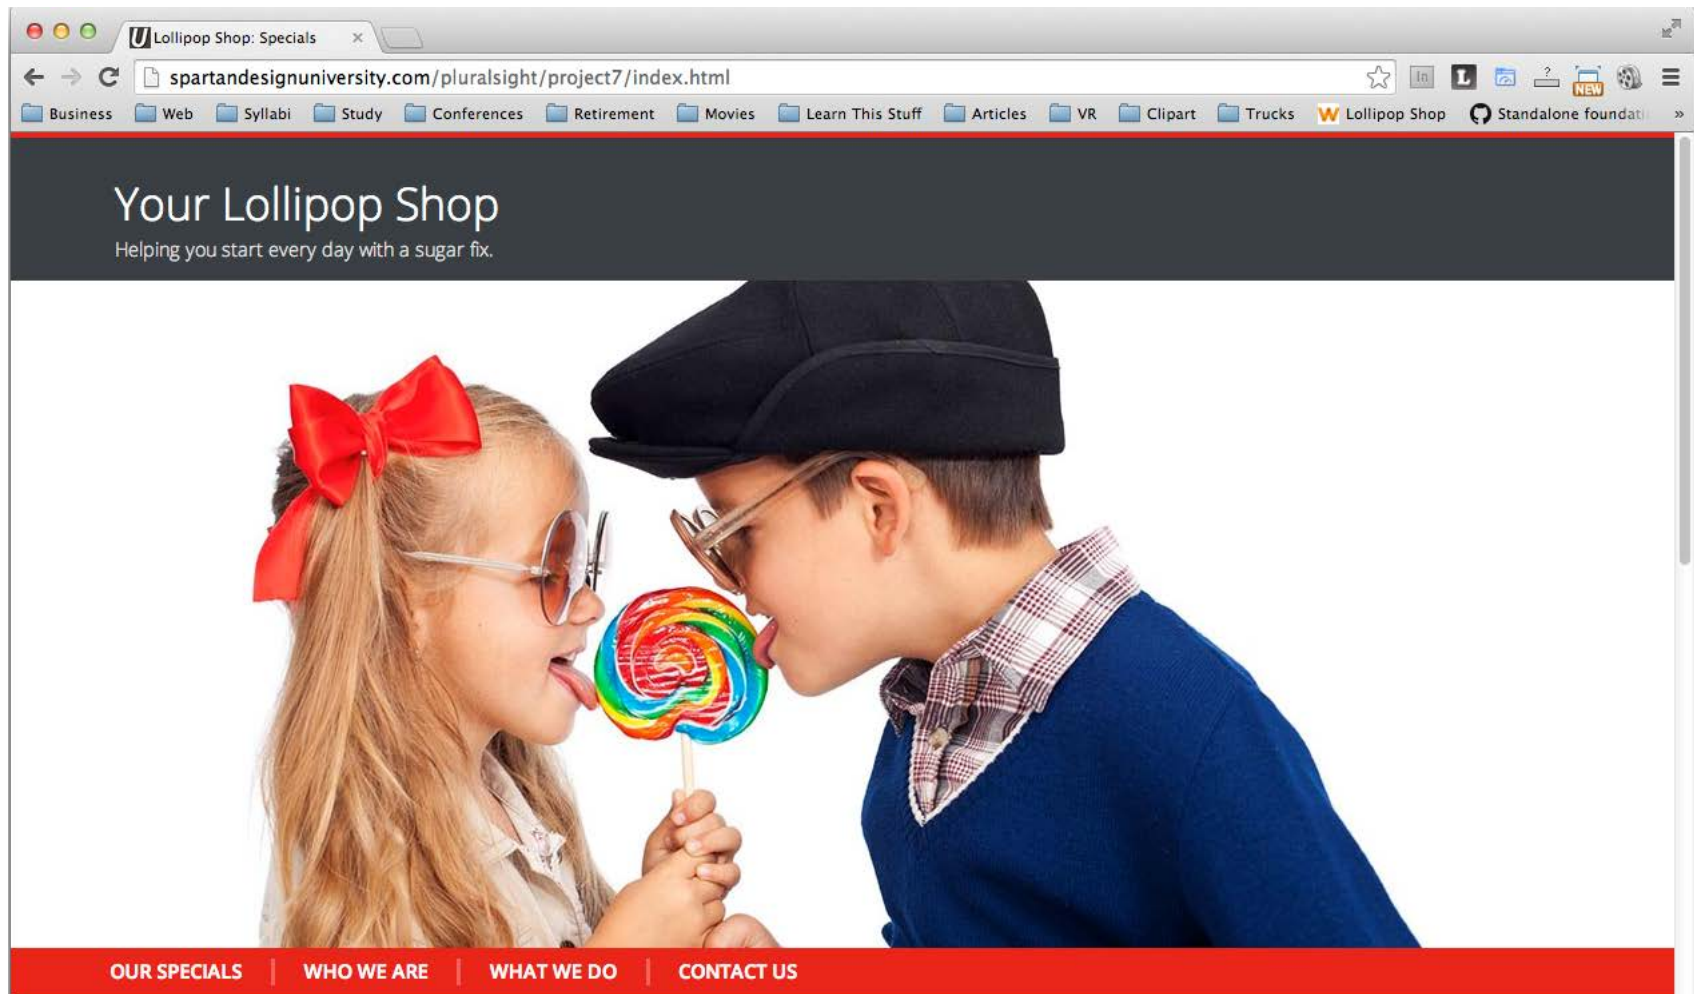 Lollipop Shop: Specials
spartandesignuniversity.com/pluralsight/project7/index.html
Business Web Syllabi Study Conferences Retirement Movies Learn This Stuff Articles VR Clipart Trucks Lollipop Shop Standalone foundati »
Your Lollipop Shop
Helping you start every day with a sugar fix.
OUR SPECIALS | WHO WE ARE | WHAT WE DO | CONTACT US